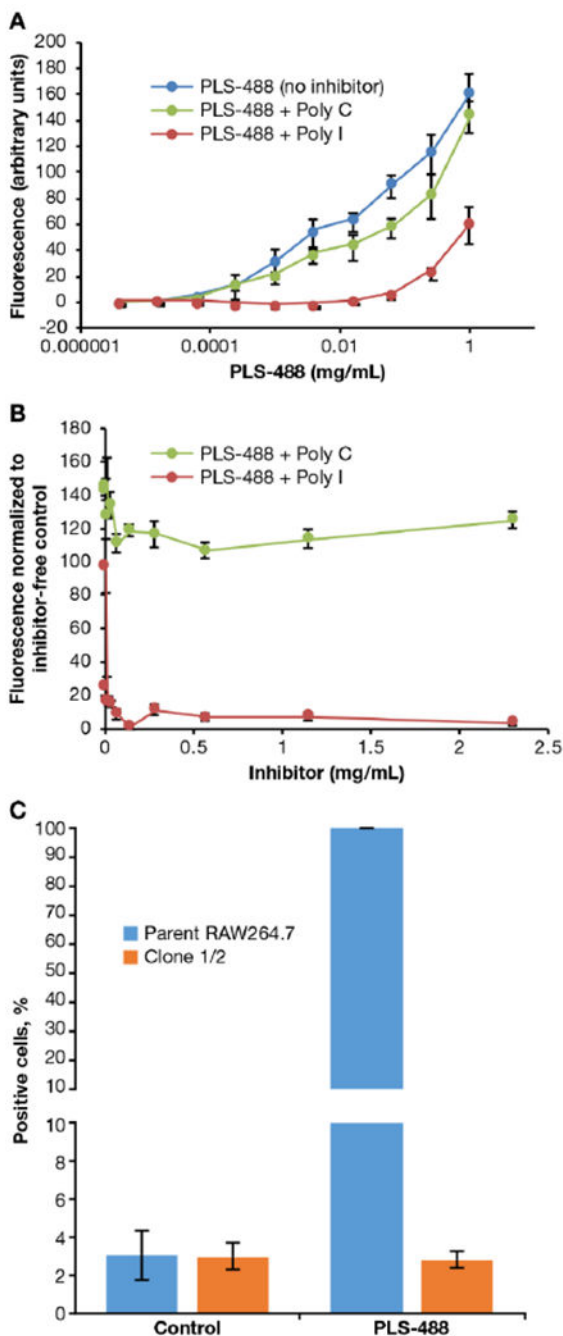 A
Fluorescence (arbitrary units)
200
180
160
140
120
100
80
60
40
20
0
-20
PLS-488 (no inhibitor)
PLS-488 + Poly C
PLS-488 + Poly I
0.000001
0.0001
0.01
1
PLS-488 (mg/mL)
B
Fluorescence normalized to
inhibitor-free control
180
160
140
120
100
80
60
40
20
0
PLS-488 + Poly C
PLS-488 + Poly I
0
0.5
1
1.5
2
2.5
Inhibitor (mg/mL)
C
Positive cells, %
100
90
80
70
60
50
40
30
20
10
Parent RAW264.7
Clone 1/2
10
8
6
4
2
0
Control
PLS-488